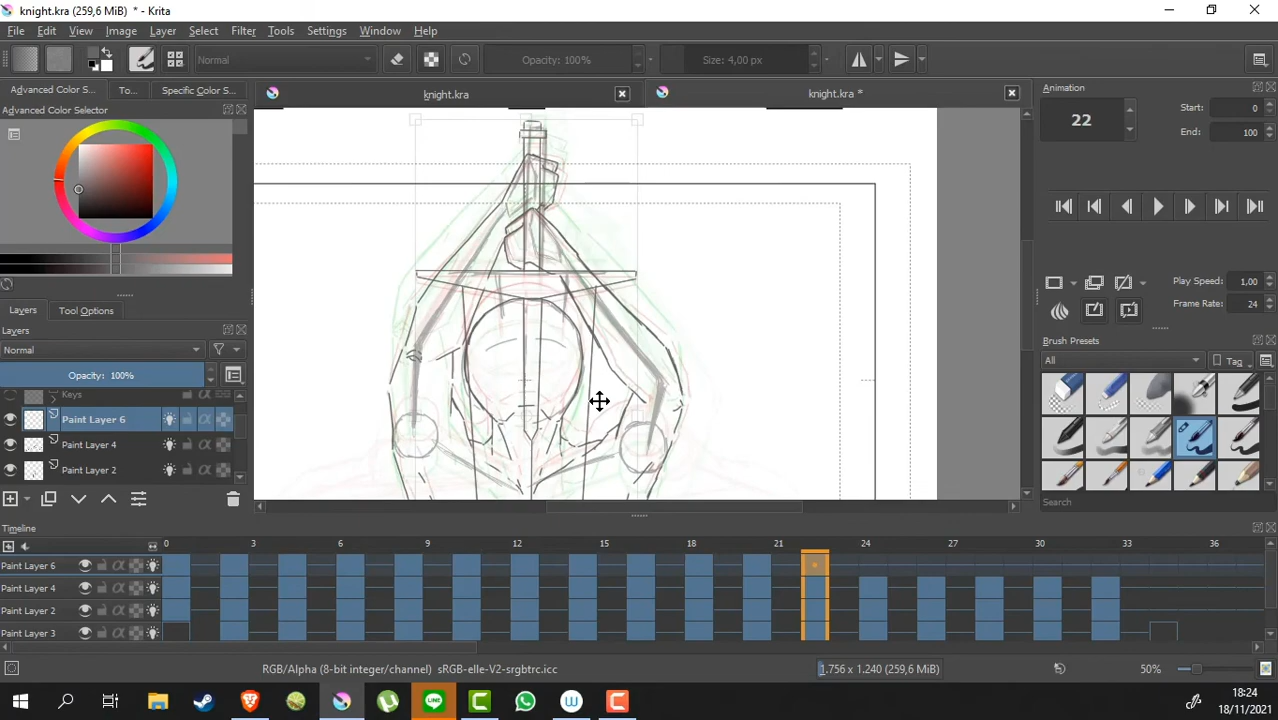 knight.kra (259,6 MiB) * - Krita
File Edit View Image Layer Select Filter Tools Settings Window Help
Normal Opacity: 100% Size: 4,00 px
Advanced Color S... To... Specific Color S...
knight.kra
knight.kra *
Advanced Color Selector
Animation
22
Start: 0
End: 100
Play Speed: 1,00
Frame Rate: 24
Layers Tool Options
Layers
Normal
Opacity: 100%
Keys
Paint Layer 6
Paint Layer 4
Paint Layer 2
Brush Presets
All Tag
Search
Timeline
0 3 6 9 12 15 18 21 24 27 30 33 36
Paint Layer 6
Paint Layer 4
Paint Layer 2
Paint Layer 3
RGB/Alpha (8-bit integer/channel) sRGB-elle-V2-srgbtrc.icc
1.756 x 1.240 (259,6 MiB)
50%
18:24
18/11/2021